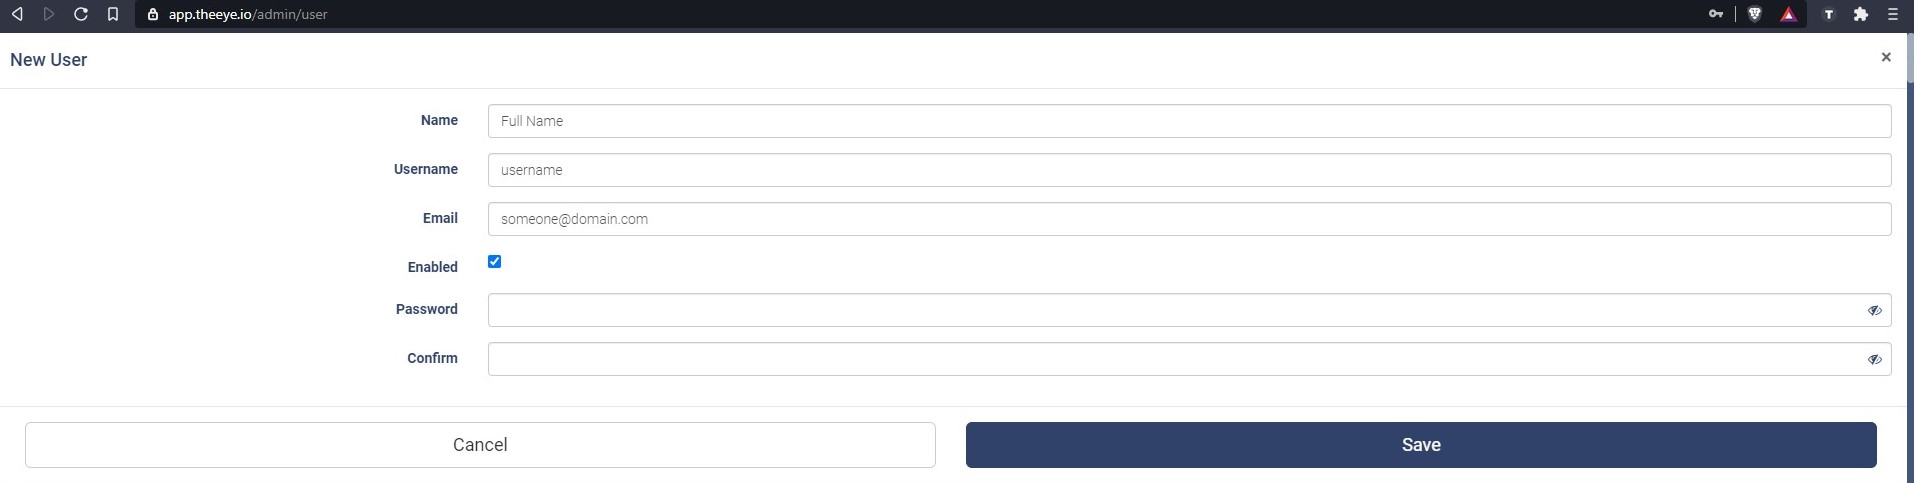 app.theeye.io/admin/user
T
New User
×
Name
Full Name
Username
username
Email
someone@domain.com
Enabled
Password
Confirm
Cancel
Save